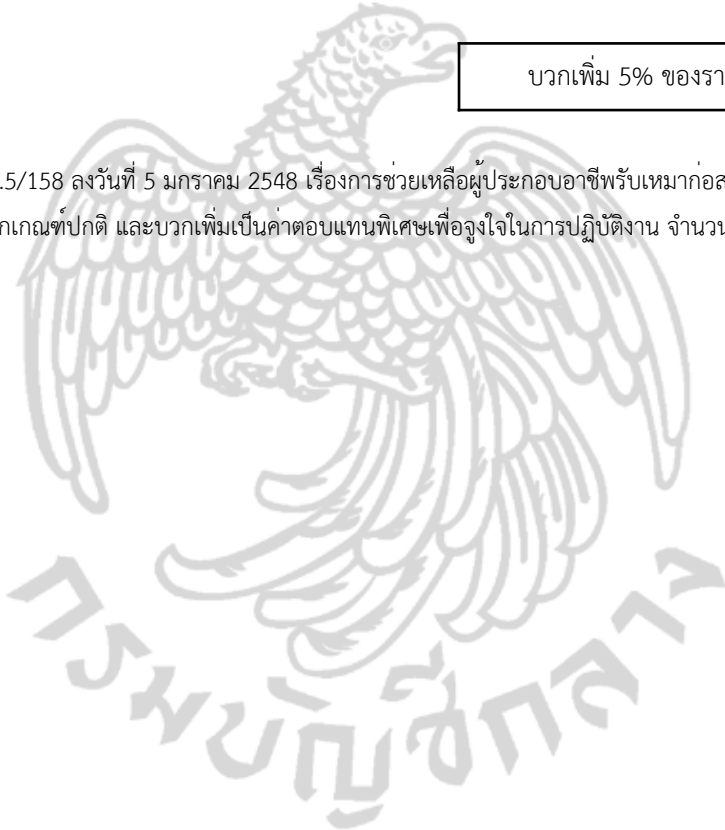 บวกเพิ่ม 5% ของรา
.5/158 ลงวันที่ 5 มกราคม 2548 เรื่องการช่วยเหลือผู้ประกอบอาชีพรับเหมาก่อส
กเกณฑ์ปกติ และบวกเพิ่มเป็นค่าตอบแทนพิเศษเพื่อจูงใจในการปฏิบัติงาน จำนวน
กรมบัญชีกลาง